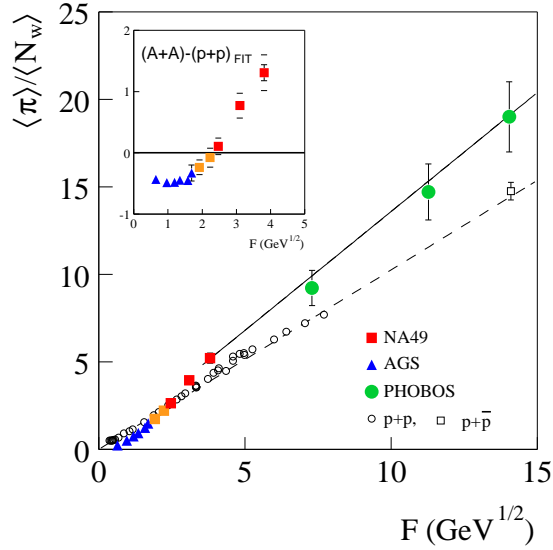 ⟨π⟩/⟨N_w⟩
25
20
15
10
5
0
2
1
0
-1
(A+A)-(p+p)_FIT
0 1 2 3 4 5
F (GeV^{1/2})
NA49
AGS
PHOBOS
p+p, p+p̅
0 5 10 15
F (GeV^{1/2})